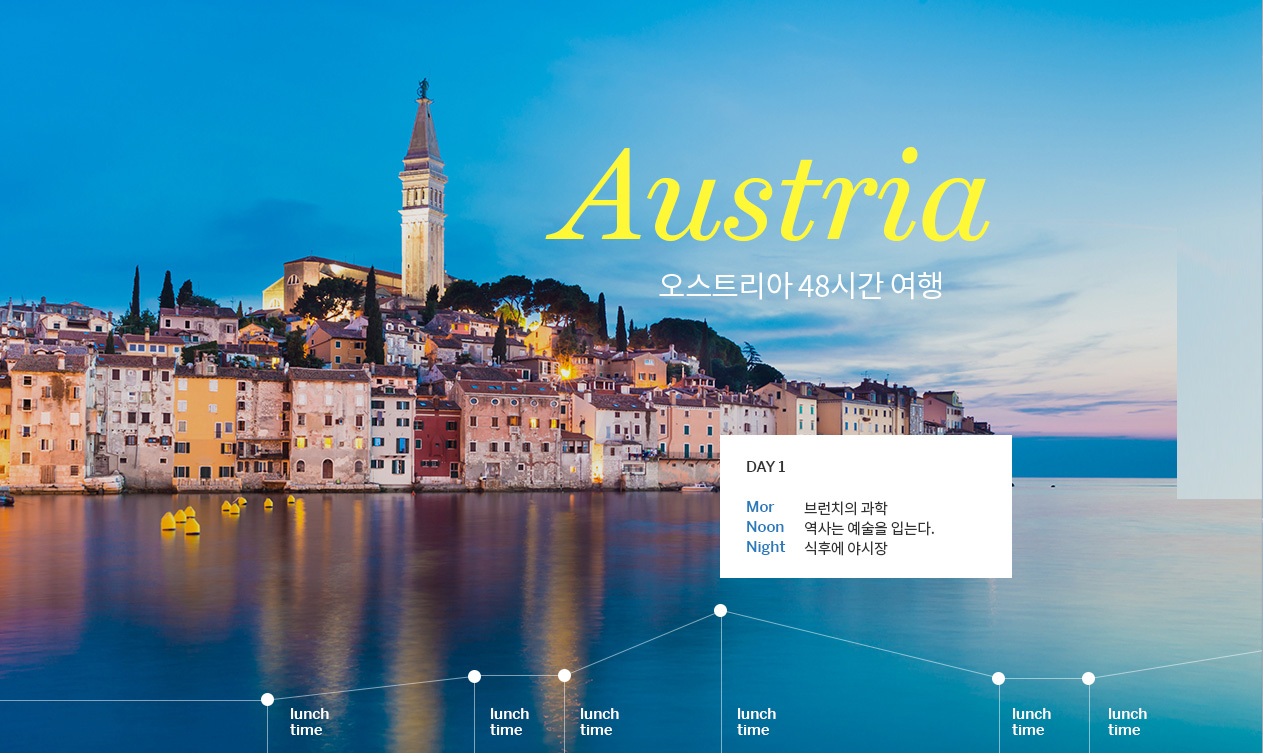 Austria
오스트리아 48시간 여행
DAY 1
Mor 브런치의 과학
Noon 역사는 예술을 입는다.
Night 식후에 야시장
lunch
time
lunch
time
lunch
time
lunch
time
lunch
time
lunch
time